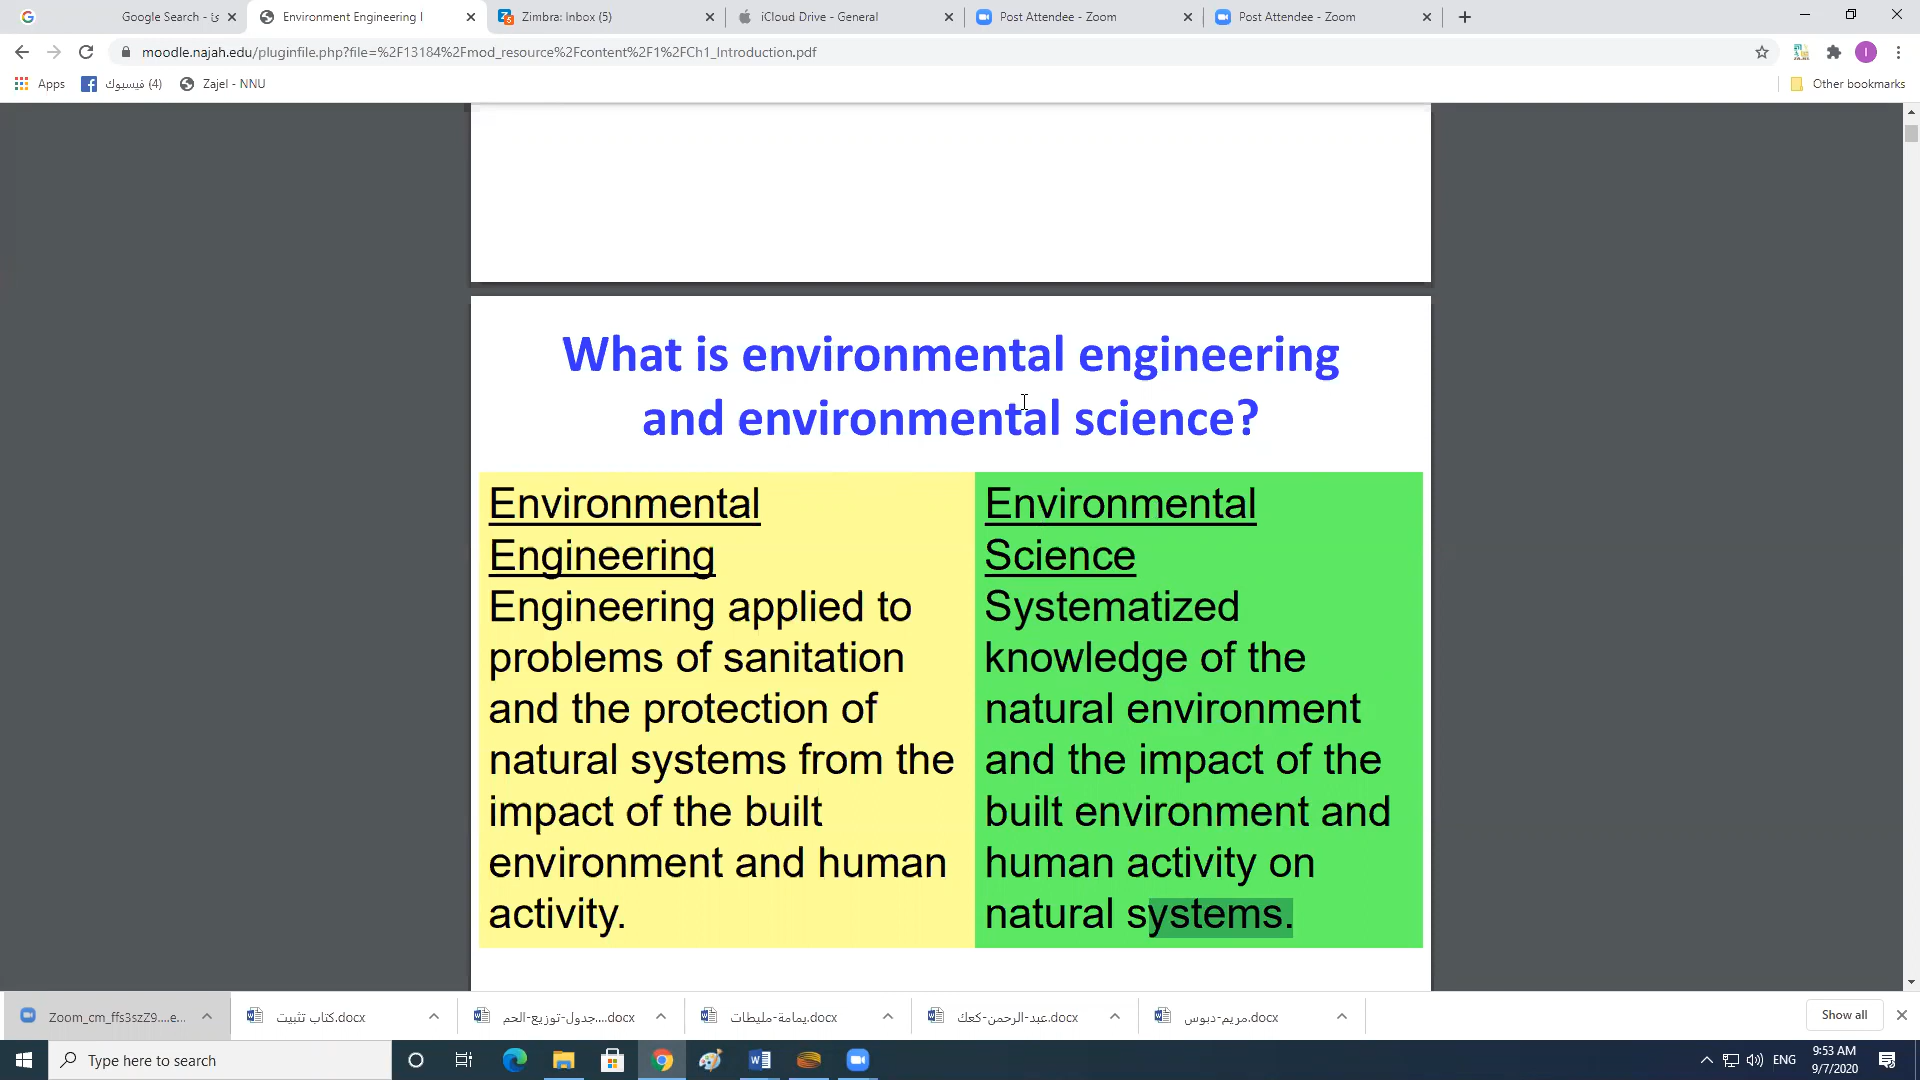 Google Search - ئ
Environment Engineering I
Zimbra: Inbox (5)
iCloud Drive - General
Post Attendee - Zoom
Post Attendee - Zoom
moodle.najah.edu/pluginfile.php?file=%2F13184%2Fmod_resource%2Fcontent%2F1%2FCh1_Introduction.pdf
Apps
(4) فيسبوك
Zajel - NNU
Other bookmarks
What is environmental engineering
and environmental science?
Environmental
Engineering
Engineering applied to
problems of sanitation
and the protection of
natural systems from the
impact of the built
environment and human
activity.
Environmental
Science
Systematized
knowledge of the
natural environment
and the impact of the
built environment and
human activity on
natural systems.
Zoom_cm_ffs3szZ9....e...
كتاب تثبيت.docx
جدول-توزيع-الحم....docx
يمامة-مليطات.docx
عبد-الرحمن-كعك.docx
مريم-دبوس.docx
Show all
Type here to search
ENG
9:53 AM
9/7/2020